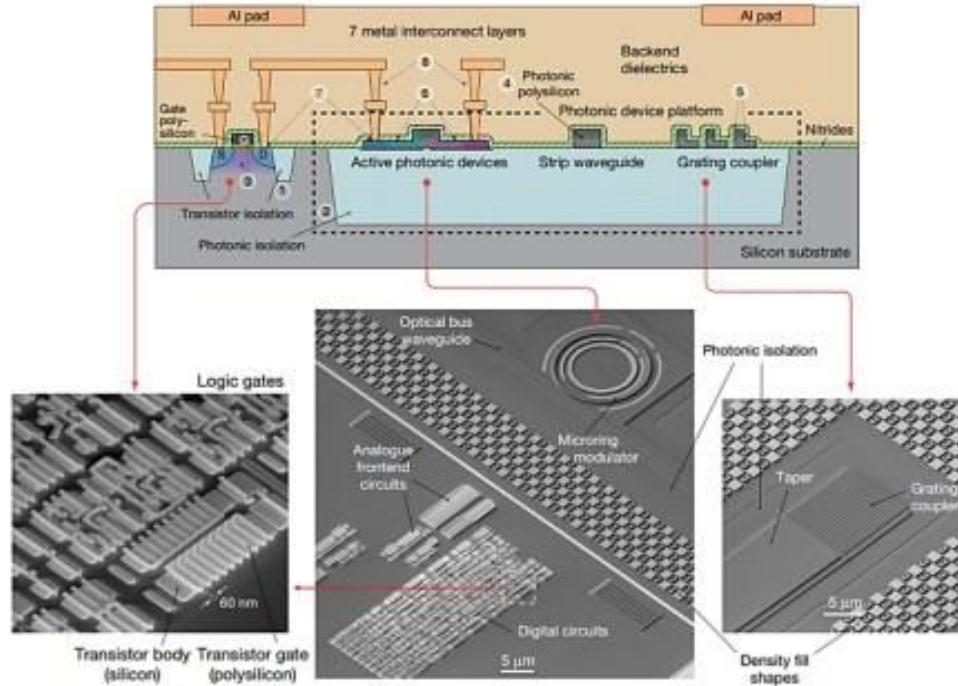 Al pad
Al pad
7 metal interconnect layers
Backend
dielectrics
8
4
Photonic
polysilicon
5
7
6
Photonic device platform
Gate
poly-
silicon
Nitrides
S
D
Active photonic devices
Strip waveguide
Grating coupler
3
1
Transistor isolation
2
Photonic isolation
Silicon substrate
Optical bus
waveguide
Photonic isolation
Logic gates
Microring
modulator
Analogue
frontend
circuits
Taper
Grating
coupler
60 nm
5 μm
Digital circuits
5 μm
Transistor body
(silicon)
Transistor gate
(polysilicon)
Density fill
shapes